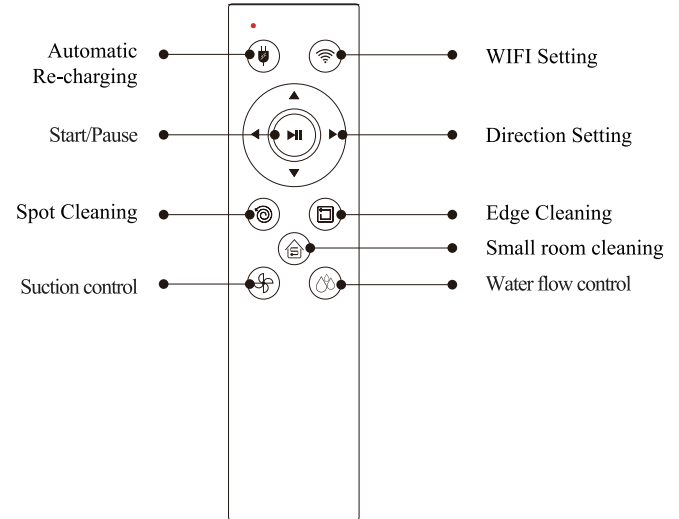 Automatic
Re-charging
WIFI Setting
Start/Pause
Direction Setting
Spot Cleaning
Edge Cleaning
Small room cleaning
Suction control
Water flow control